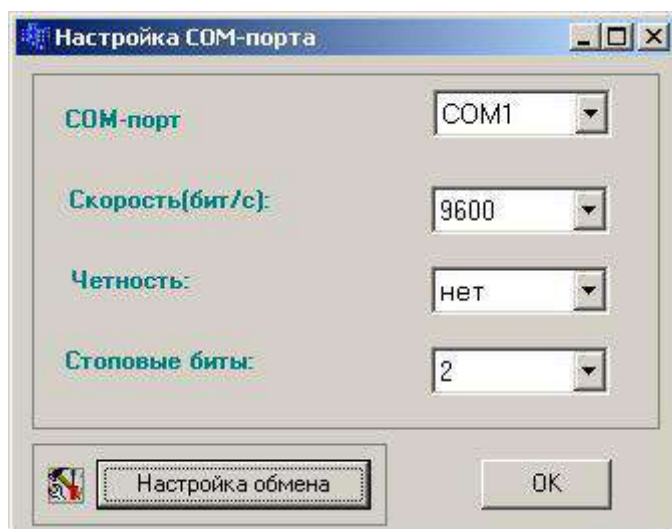 Настройка COM-порта
COM-порт
COM1
Скорость(бит/с):
9600
Четность:
нет
Стоповые биты:
2
Настройка обмена
OK